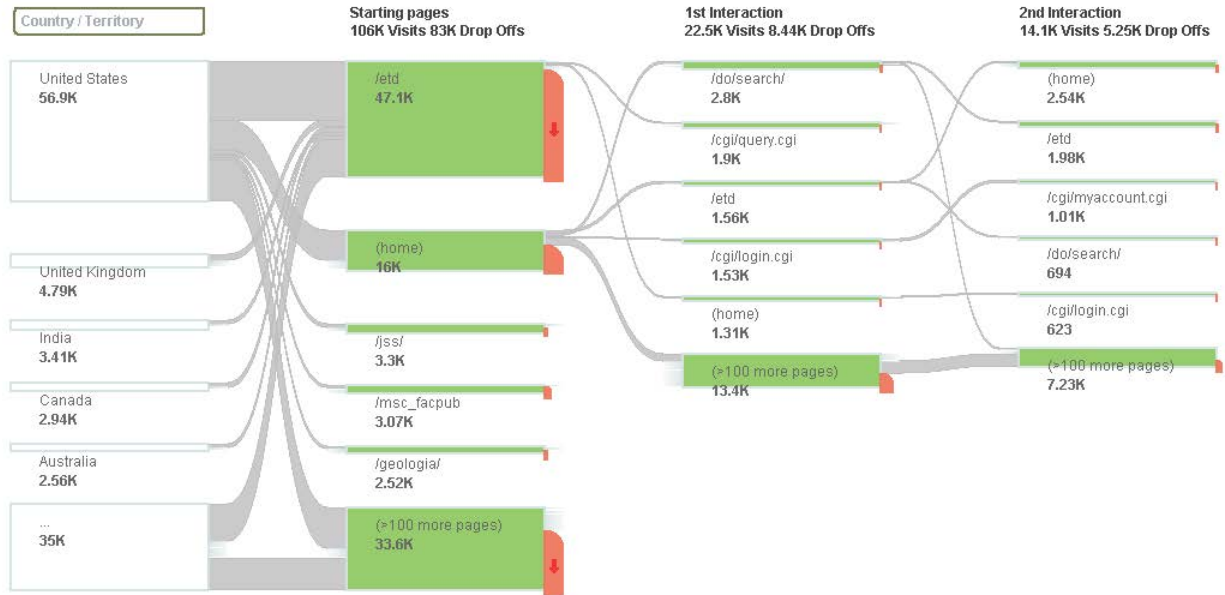 Country / Territory
United States
56.9K
United Kingdom
4.79K
India
3.41K
Canada
2.94K
Australia
2.56K
...
35K
Starting pages
106K Visits 83K Drop Offs
/etd
47.1K
(home)
16K
/jss/
3.3K
/msc_facpub
3.07K
/geologia/
2.52K
(>100 more pages)
33.6K
1st Interaction
22.5K Visits 8.44K Drop Offs
/do/search/
2.8K
/cgi/query.cgi
1.9K
/etd
1.56K
/cgi/login.cgi
1.53K
(home)
1.31K
(>100 more pages)
13.4K
2nd Interaction
14.1K Visits 5.25K Drop Offs
(home)
2.54K
/etd
1.98K
/cgi/myaccount.cgi
1.01K
/do/search/
694
/cgi/login.cgi
623
(>100 more pages)
7.23K